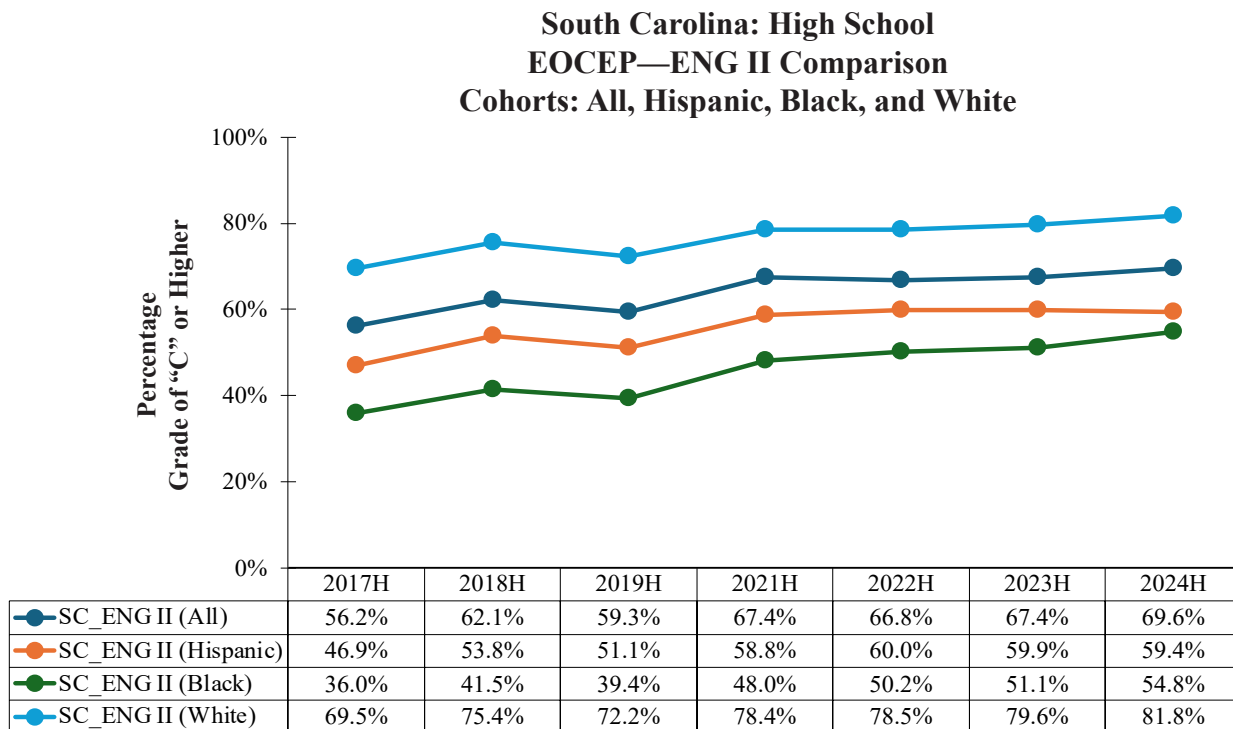 South Carolina: High School
EOCEP—ENG II Comparison
Cohorts: All, Hispanic, Black, and White
Percentage
Grade of “C” or Higher
100%
80%
60%
40%
20%
0%
2017H 2018H 2019H 2021H 2022H 2023H 2024H
SC_ENG II (All) 56.2% 62.1% 59.3% 67.4% 66.8% 67.4% 69.6%
SC_ENG II (Hispanic) 46.9% 53.8% 51.1% 58.8% 60.0% 59.9% 59.4%
SC_ENG II (Black) 36.0% 41.5% 39.4% 48.0% 50.2% 51.1% 54.8%
SC_ENG II (White) 69.5% 75.4% 72.2% 78.4% 78.5% 79.6% 81.8%